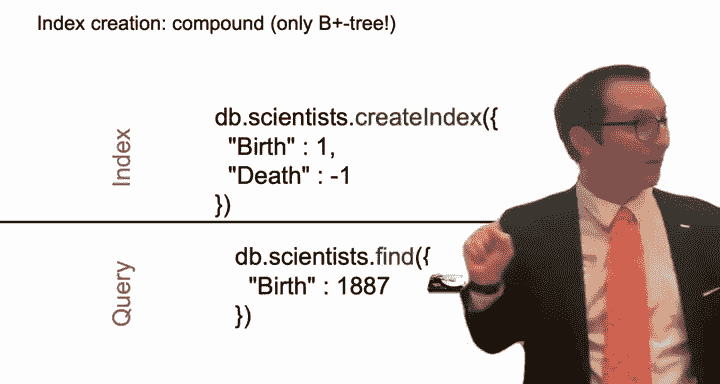 Index creation: compound (only B+-tree!)
Index
db.scientists.createIndex({
"Birth" : 1,
"Death" : -1
})
Query
db.scientists.find({
"Birth" : 1887
})